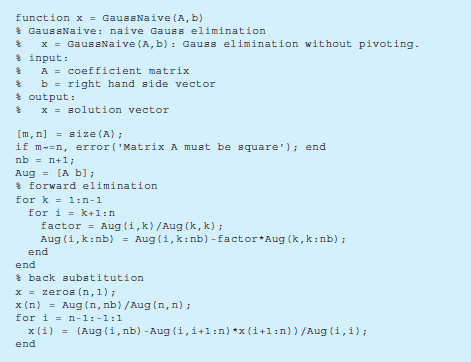 function x = GaussNaive(A,b)
% GaussNaive: naive Gauss elimination
%   x = GaussNaive(A,b): Gauss elimination without pivoting.
% input:
%   A = coefficient matrix
%   b = right hand side vector
% output:
%   x = solution vector
[m,n] = size(A);
if m~=n, error('Matrix A must be square'); end
nb = n+1;
Aug = [A b];
% forward elimination
for k = 1:n-1
  for i = k+1:n
    factor = Aug(i,k)/Aug(k,k);
    Aug(i,k:nb) = Aug(i,k:nb)-factor*Aug(k,k:nb);
  end
end
% back substitution
x = zeros(n,1);
x(n) = Aug(n,nb)/Aug(n,n);
for i = n-1:-1:1
  x(i) = (Aug(i,nb)-Aug(i,i+1:n)*x(i+1:n))/Aug(i,i);
end